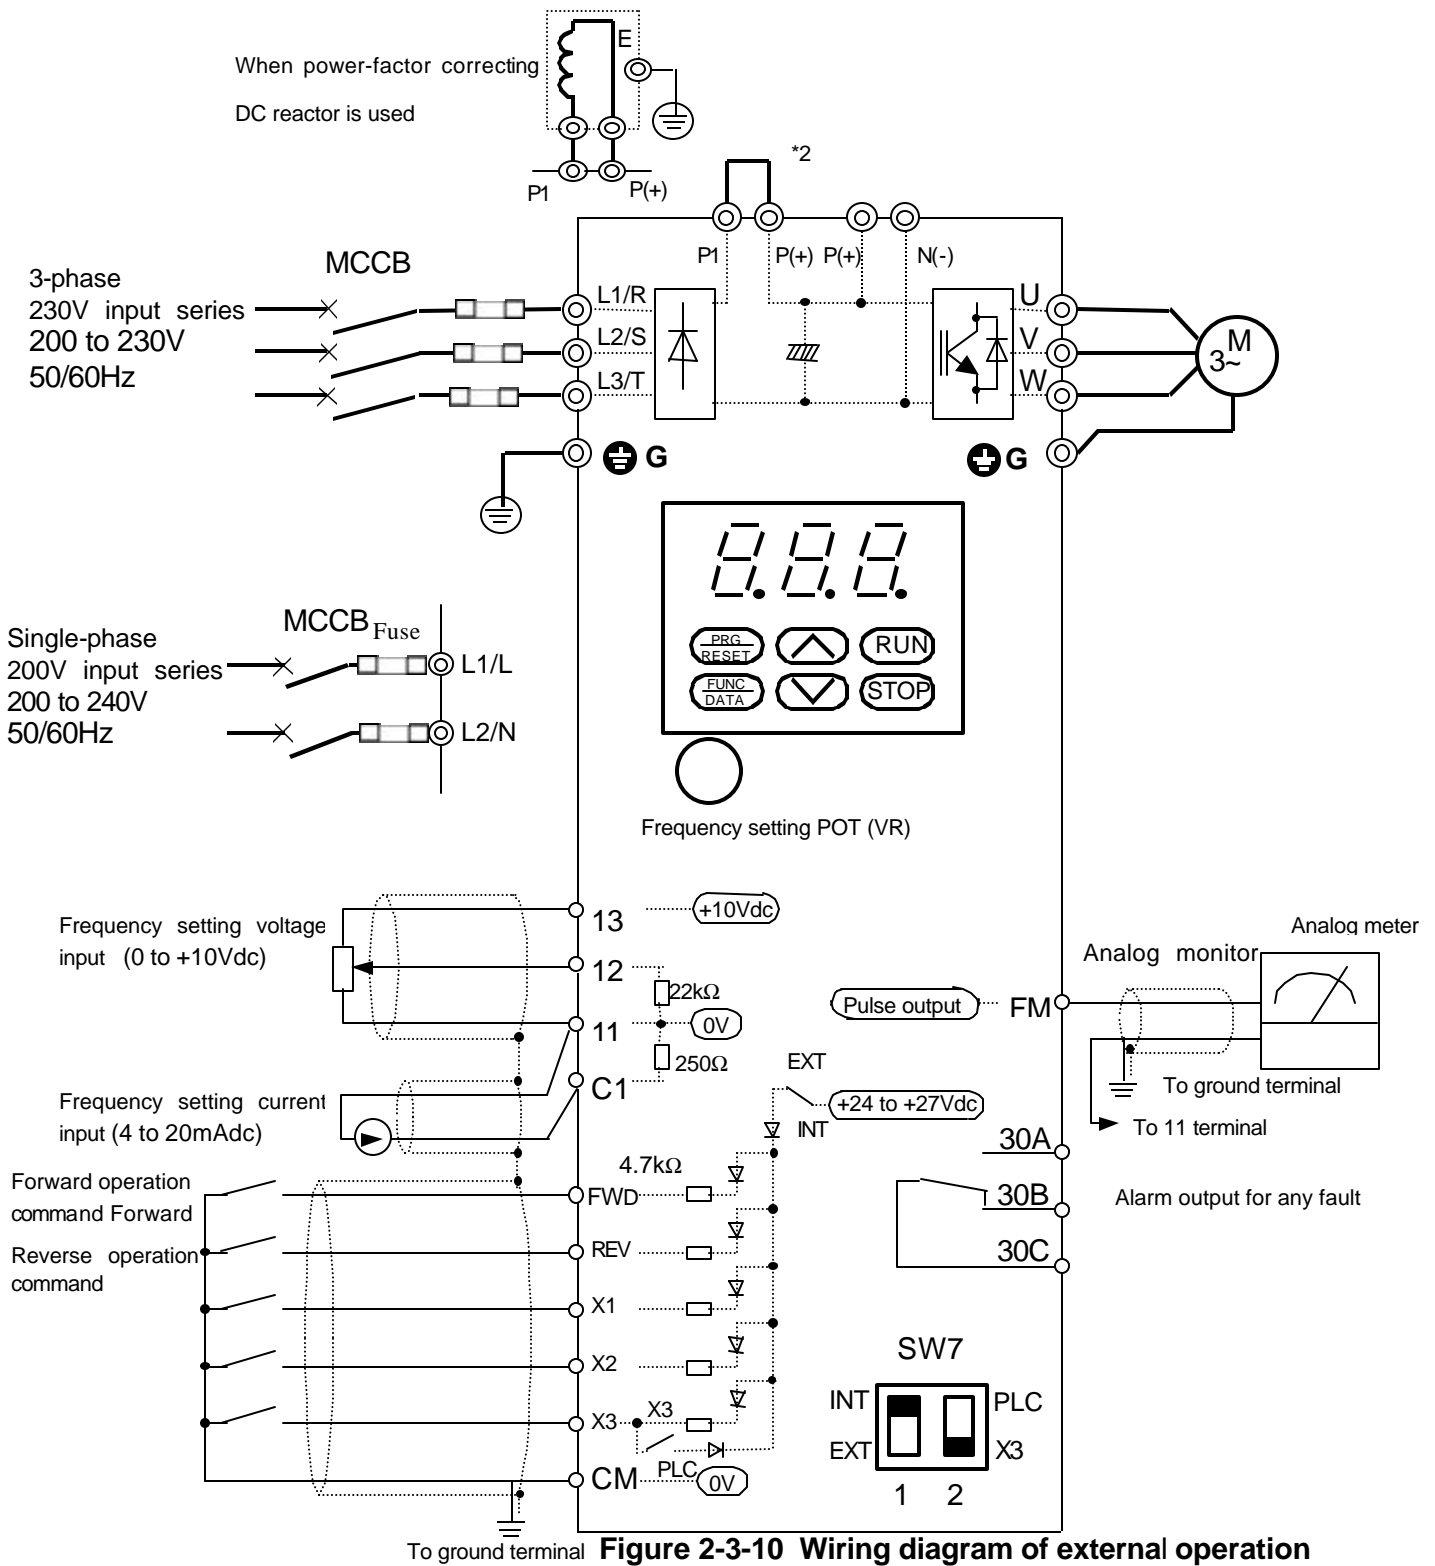 E
When power-factor correcting
DC reactor is used
P1
P(+)
*2
P1
P(+)
P(+)
N(-)
3-phase
230V input series
200 to 230V
50/60Hz
MCCB
L1/R
L2/S
L3/T
U
V
W
M
3~
G
G
8.8.8.
PRG
RESET
RUN
FUNC
DATA
STOP
Single-phase
200V input series
200 to 240V
50/60Hz
MCCB
Fuse
L1/L
L2/N
Frequency setting POT (VR)
Frequency setting voltage
input (0 to +10Vdc)
13
+10Vdc
12
22kΩ
11
0V
250Ω
C1
Frequency setting current
input (4 to 20mAdc)
Pulse output
FM
Analog monitor
Analog meter
To ground terminal
To 11 terminal
EXT
INT
+24 to +27Vdc
30A
30B
30C
Alarm output for any fault
Forward operation
command Forward
Reverse operation
command
4.7kΩ
FWD
REV
X1
X2
X3
X3
PLC
CM
0V
SW7
INT
EXT
PLC
X3
1
2
To ground terminal
Figure 2-3-10 Wiring diagram of external operation